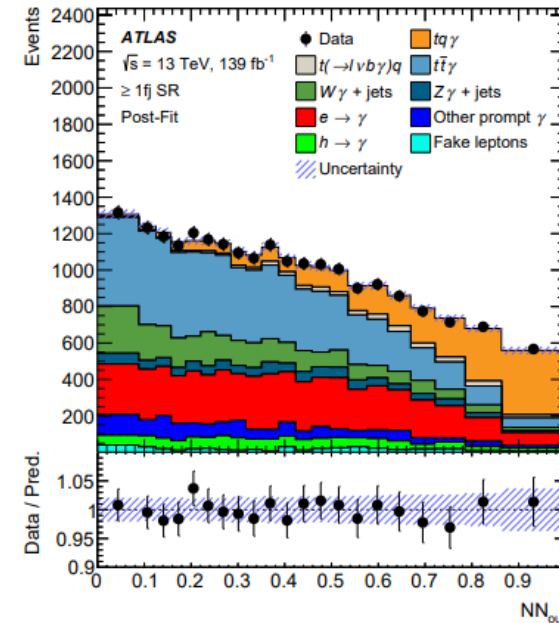 Events
2400
2200
2000
1800
1600
1400
1200
1000
800
600
400
200
ATLAS
√s = 13 TeV, 139 fb⁻¹
≥ 1fj SR
Post-Fit
Data
tqγ
t(→lνbγ)q
tt̄γ
Wγ + jets
Zγ + jets
e → γ
Other prompt γ
h → γ
Fake leptons
Uncertainty
Data / Pred.
1.05
1
0.95
0.9
0 0.1 0.2 0.3 0.4 0.5 0.6 0.7 0.8 0.9
NN